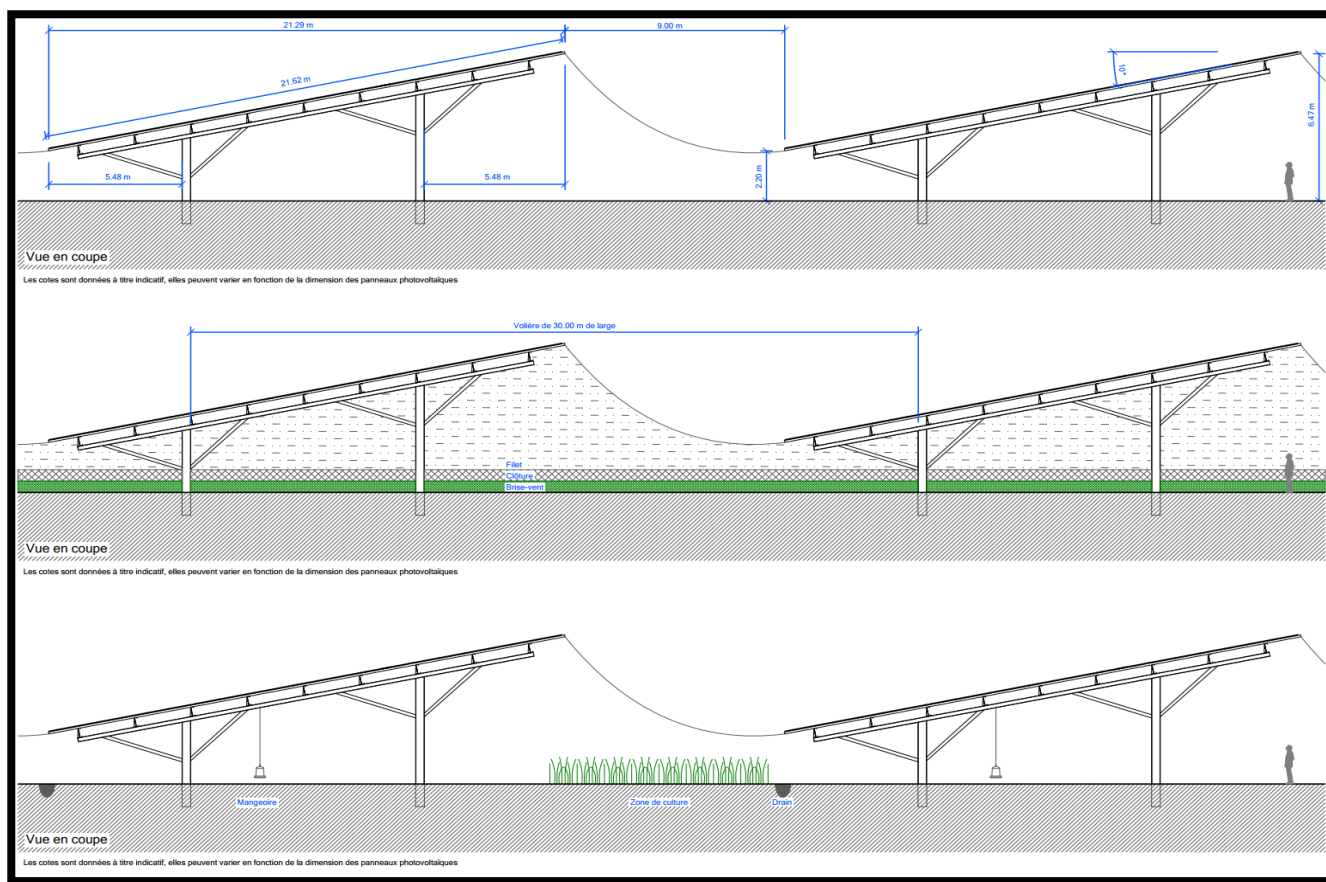 21.29 m
9.00 m
21.62 m
10°
6.47m
5.48 m
5.48 m
2.20 m
Vue en coupe
Les cotes sont données à titre indicatif, elles peuvent varier en fonction de la dimension des panneaux photovoltaïques
Volière de 30.00 m de large
Filet
Clôture
Brise-vent
Vue en coupe
Les cotes sont données à titre indicatif, elles peuvent varier en fonction de la dimension des panneaux photovoltaïques
Mangeoire
Zone de culture
Drain
Vue en coupe
Les cotes sont données à titre indicatif, elles peuvent varier en fonction de la dimension des panneaux photovoltaïques